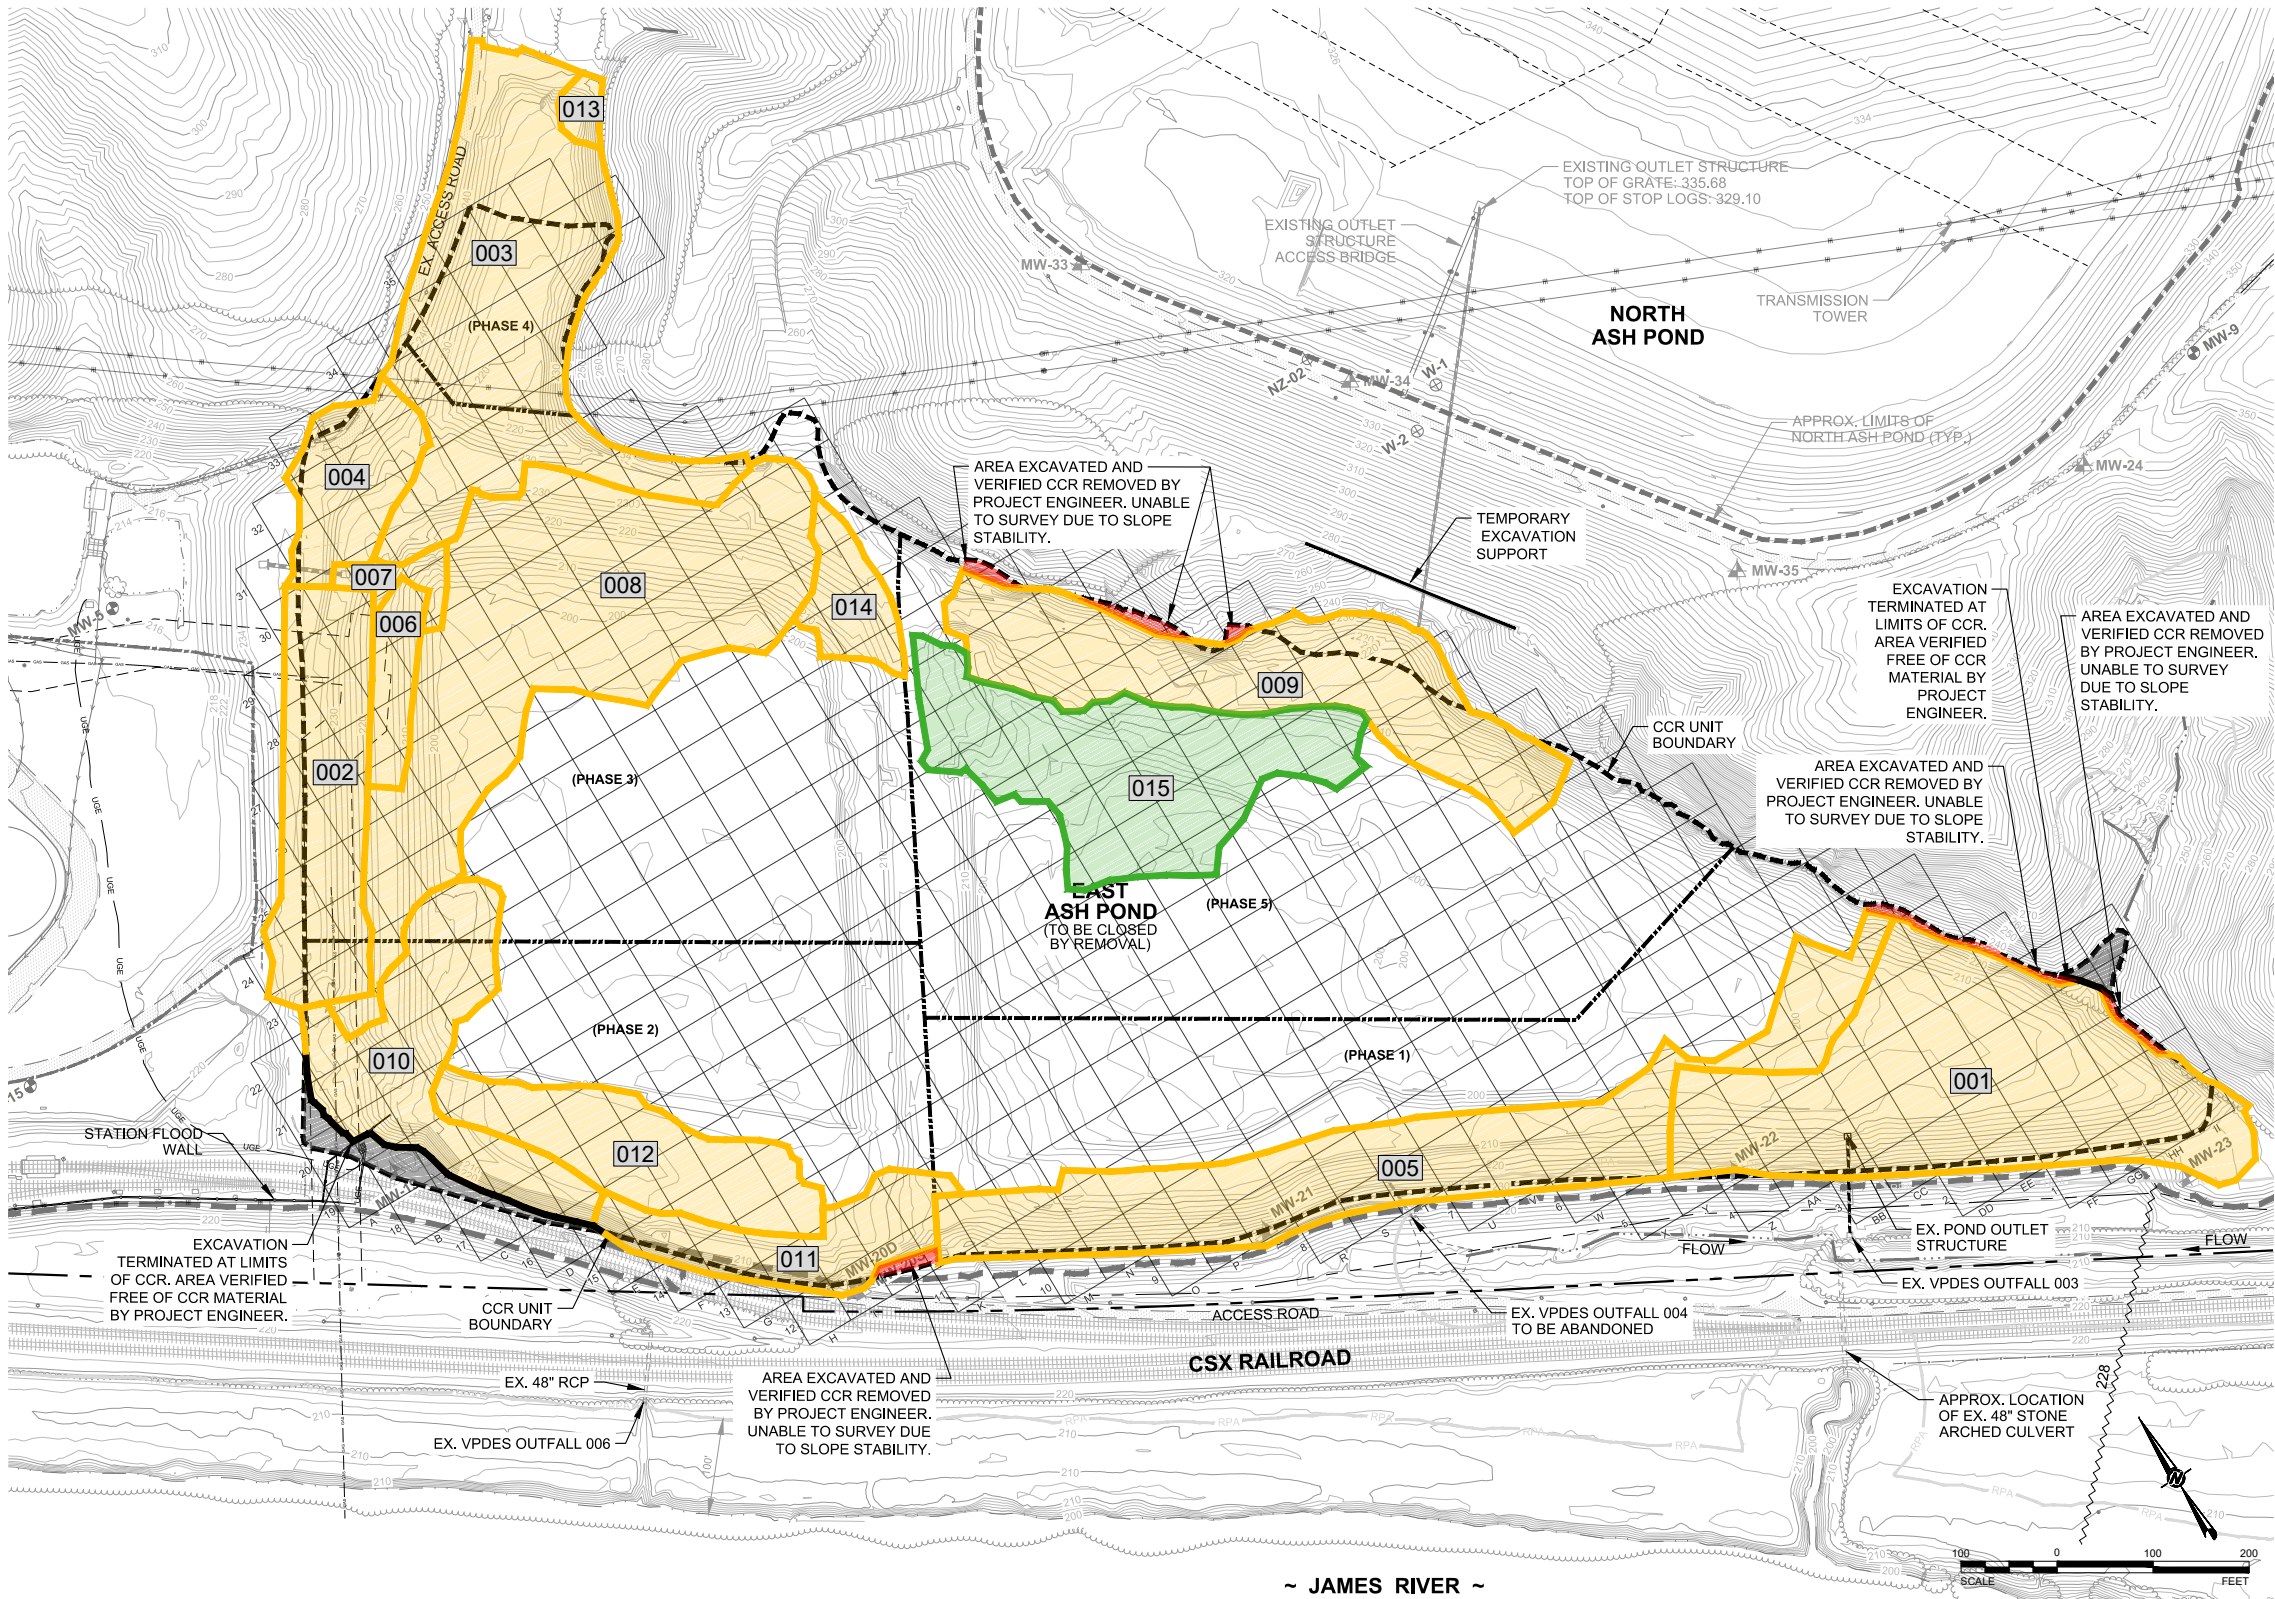 013
EX. ACCESS ROAD
003
(PHASE 4)
EXISTING OUTLET STRUCTURE
TOP OF GRATE: 335.68
TOP OF STOP LOGS: 329.10
EXISTING OUTLET
STRUCTURE
ACCESS BRIDGE
MW-33
NORTH
ASH POND
TRANSMISSION
TOWER
MW-9
NZ-02
MW-34
W-1
W-2
APPROX. LIMITS OF
NORTH ASH POND (TYP.)
MW-24
004
AREA EXCAVATED AND
VERIFIED CCR REMOVED BY
PROJECT ENGINEER. UNABLE
TO SURVEY DUE TO SLOPE
STABILITY.
TEMPORARY
EXCAVATION
SUPPORT
MW-35
007
008
006
014
MW-5
EXCAVATION
TERMINATED AT
LIMITS OF CCR.
AREA VERIFIED
FREE OF CCR
MATERIAL BY
PROJECT
ENGINEER.
AREA EXCAVATED AND
VERIFIED CCR REMOVED
BY PROJECT ENGINEER.
UNABLE TO SURVEY
DUE TO SLOPE
STABILITY.
009
CCR UNIT
BOUNDARY
002
(PHASE 3)
015
AREA EXCAVATED AND
VERIFIED CCR REMOVED BY
PROJECT ENGINEER. UNABLE
TO SURVEY DUE TO SLOPE
STABILITY.
EAST
ASH POND
(TO BE CLOSED
BY REMOVAL)
(PHASE 5)
(PHASE 2)
(PHASE 1)
010
001
STATION FLOOD
WALL
012
005
MW-22
MW-23
MW-21
MW-20D
011
EXCAVATION
TERMINATED AT LIMITS
OF CCR. AREA VERIFIED
FREE OF CCR MATERIAL
BY PROJECT ENGINEER.
CCR UNIT
BOUNDARY
FLOW
EX. POND OUTLET
STRUCTURE
FLOW
EX. VPDES OUTFALL 003
ACCESS ROAD
EX. VPDES OUTFALL 004
TO BE ABANDONED
CSX RAILROAD
EX. 48" RCP
AREA EXCAVATED AND
VERIFIED CCR REMOVED
BY PROJECT ENGINEER.
UNABLE TO SURVEY DUE
TO SLOPE STABILITY.
EX. VPDES OUTFALL 006
100'
228
APPROX. LOCATION
OF EX. 48" STONE
ARCHED CULVERT
N
100 0 100 200
SCALE FEET
~ JAMES RIVER ~